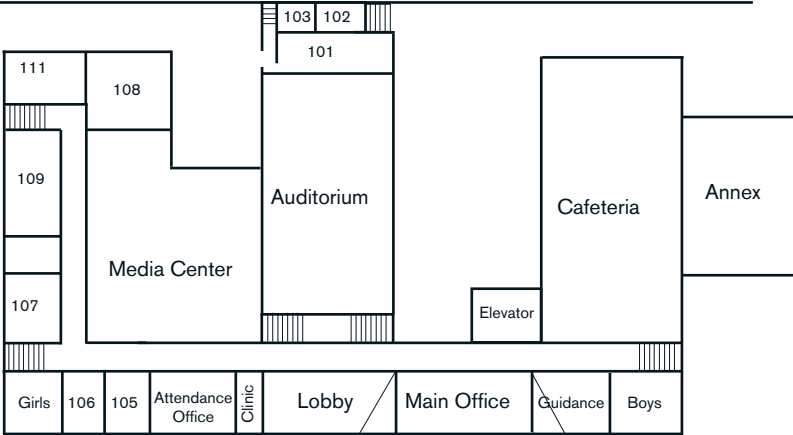 103
102
101
111
108
109
Auditorium
Cafeteria
Annex
Media Center
107
Elevator
Girls
106
105
Attendance
Office
Clinic
Lobby
Main Office
Guidance
Boys